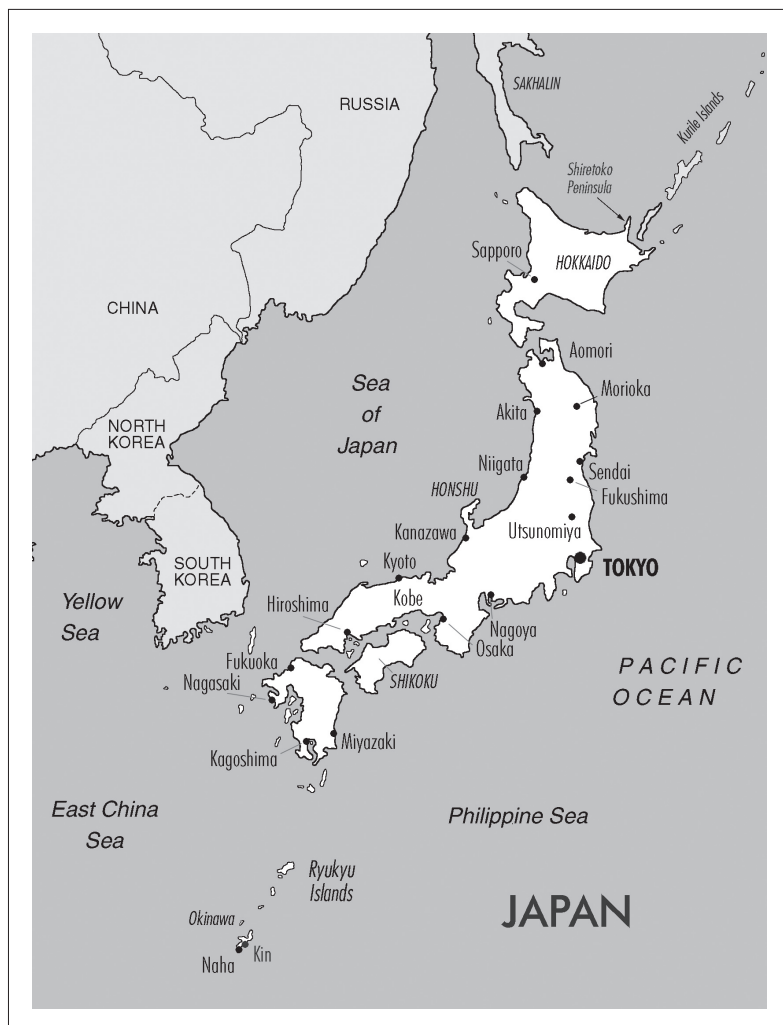 SAKHALIN
RUSSIA
Kurile Islands
Shiretoko
Peninsula
Sapporo
HOKKAIDO
CHINA
Aomori
Sea
of
Japan
Morioka
Akita
NORTH
KOREA
Niigata
Sendai
HONSHU
Fukushima
Kanazawa
Utsunomiya
SOUTH
KOREA
Kyoto
TOKYO
Yellow
Sea
Hiroshima
Kobe
Nagoya
Osaka
Fukuoka
Nagasaki
SHIKOKU
PACIFIC
OCEAN
Kagoshima
Miyazaki
East China
Sea
Philippine Sea
Ryukyu
Islands
Okinawa
Kin
Naha
JAPAN